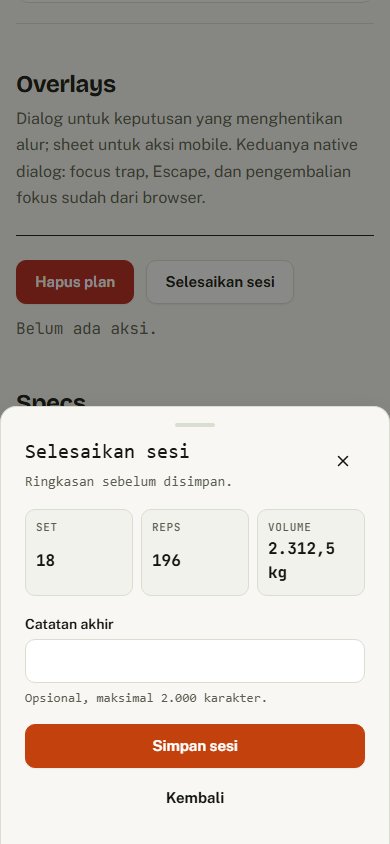 Overlays
Dialog untuk keputusan yang menghentikan
alur; sheet untuk aksi mobile. Keduanya native
dialog: focus trap, Escape, dan pengembalian
fokus sudah dari browser.
Hapus plan
Selesaikan sesi
Belum ada aksi.
Specs
Selesaikan sesi
Ringkasan sebelum disimpan.
SET
18
REPS
196
VOLUME
2.312,5
kg
Catatan akhir
Opsional, maksimal 2.000 karakter.
Simpan sesi
Kembali